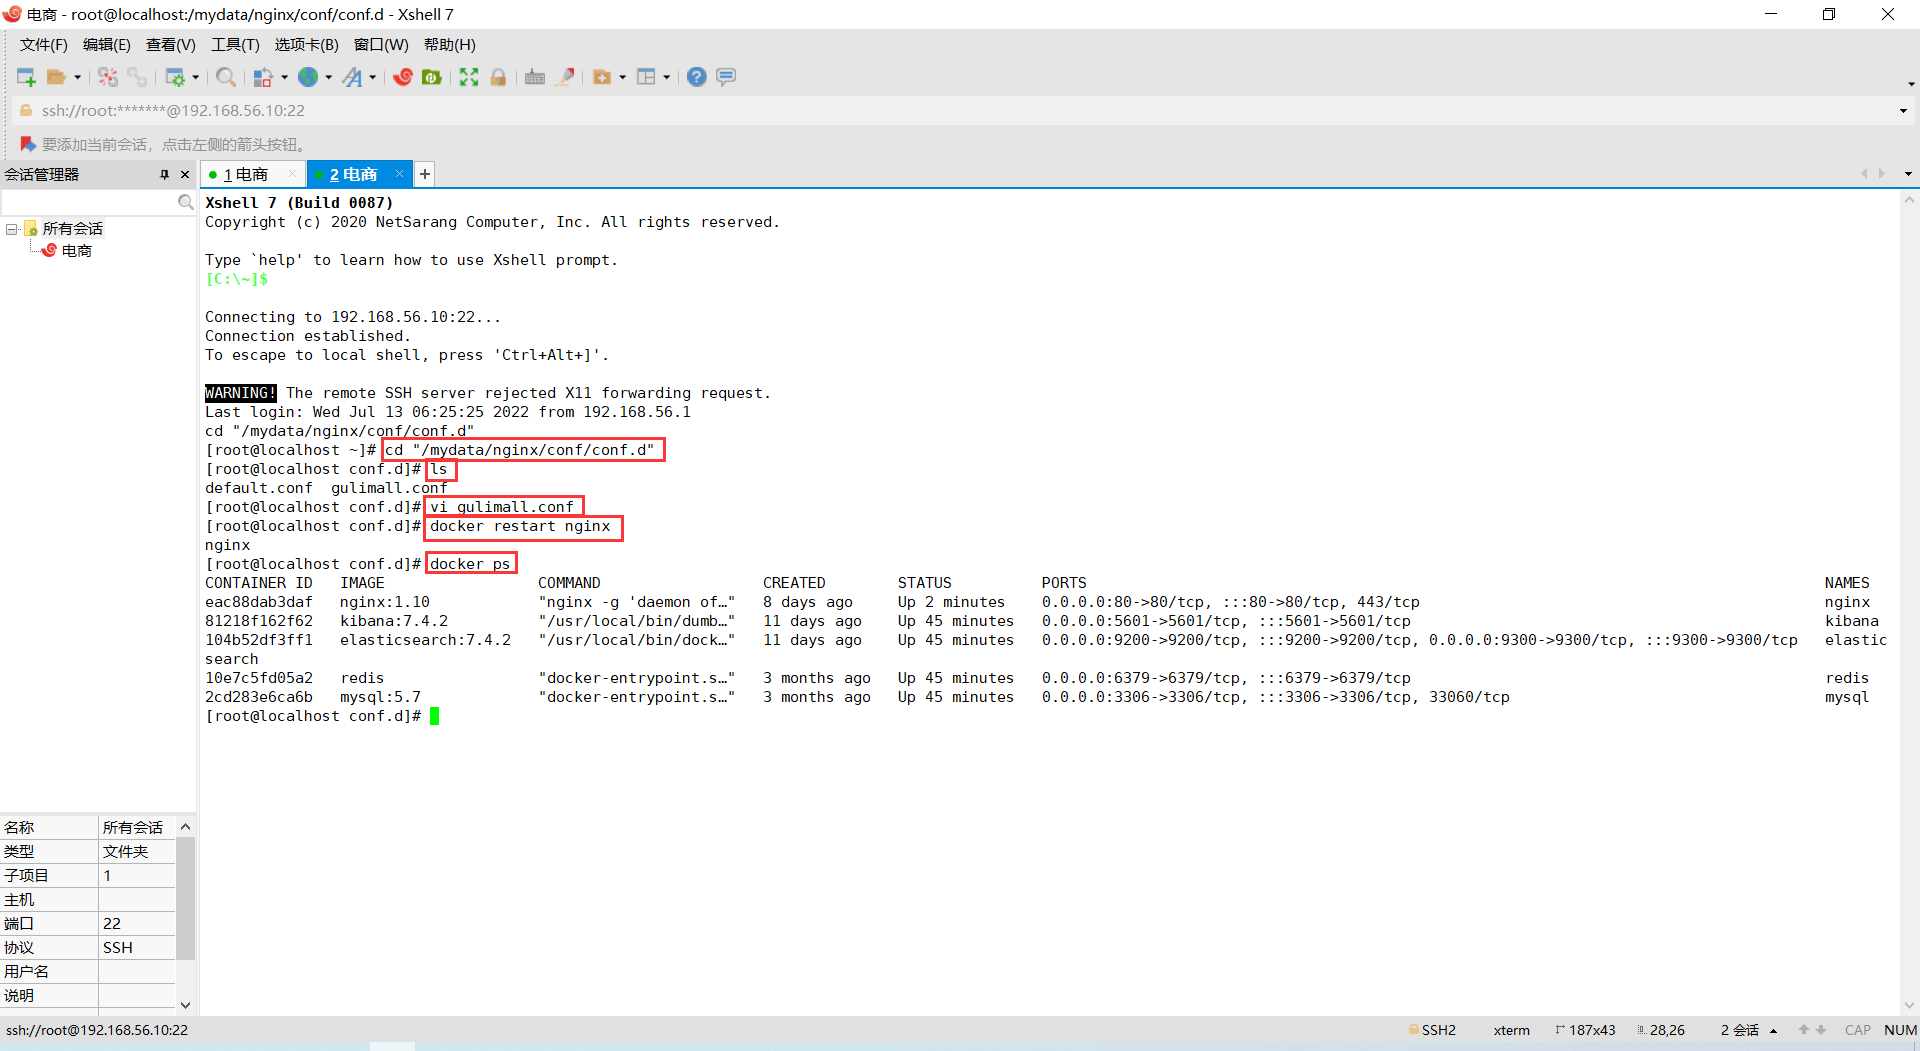 电商 - root@localhost:/mydata/nginx/conf/conf.d - Xshell 7
文件(F) 编辑(E) 查看(V) 工具(T) 选项卡(B) 窗口(W) 帮助(H)
ssh://root:*******@192.168.56.10:22
要添加当前会话，点击左侧的箭头按钮。
会话管理器
1 电商
2 电商
所有会话
电商
Xshell 7 (Build 0087)
Copyright (c) 2020 NetSarang Computer, Inc. All rights reserved.
Type `help' to learn how to use Xshell prompt.
[C:\~]$
Connecting to 192.168.56.10:22...
Connection established.
To escape to local shell, press 'Ctrl+Alt+]'.
WARNING! The remote SSH server rejected X11 forwarding request.
Last login: Wed Jul 13 06:25:25 2022 from 192.168.56.1
cd "/mydata/nginx/conf/conf.d"
[root@localhost ~]# cd "/mydata/nginx/conf/conf.d"
[root@localhost conf.d]# ls
default.conf  gulimall.conf
[root@localhost conf.d]# vi gulimall.conf
[root@localhost conf.d]# docker restart nginx
nginx
[root@localhost conf.d]# docker ps
CONTAINER ID   IMAGE                 COMMAND                  CREATED        STATUS          PORTS                                                                                  NAMES
eac88dab3daf   nginx:1.10            "nginx -g 'daemon of…"   8 days ago     Up 2 minutes    0.0.0.0:80->80/tcp, :::80->80/tcp, 443/tcp                                             nginx
81218f162f62   kibana:7.4.2          "/usr/local/bin/dumb…"   11 days ago    Up 45 minutes   0.0.0.0:5601->5601/tcp, :::5601->5601/tcp                                              kibana
104b52df3ff1   elasticsearch:7.4.2   "/usr/local/bin/dock…"   11 days ago    Up 45 minutes   0.0.0.0:9200->9200/tcp, :::9200->9200/tcp, 0.0.0.0:9300->9300/tcp, :::9300->9300/tcp   elastic
search
10e7c5fd05a2   redis                 "docker-entrypoint.s…"   3 months ago   Up 45 minutes   0.0.0.0:6379->6379/tcp, :::6379->6379/tcp                                              redis
2cd283e6ca6b   mysql:5.7             "docker-entrypoint.s…"   3 months ago   Up 45 minutes   0.0.0.0:3306->3306/tcp, :::3306->3306/tcp, 33060/tcp                                   mysql
[root@localhost conf.d]#
名称 所有会话
类型 文件夹
子项目 1
主机
端口 22
协议 SSH
用户名
说明
ssh://root@192.168.56.10:22 SSH2 xterm 187x43 28,26 2 会话 CAP NUM